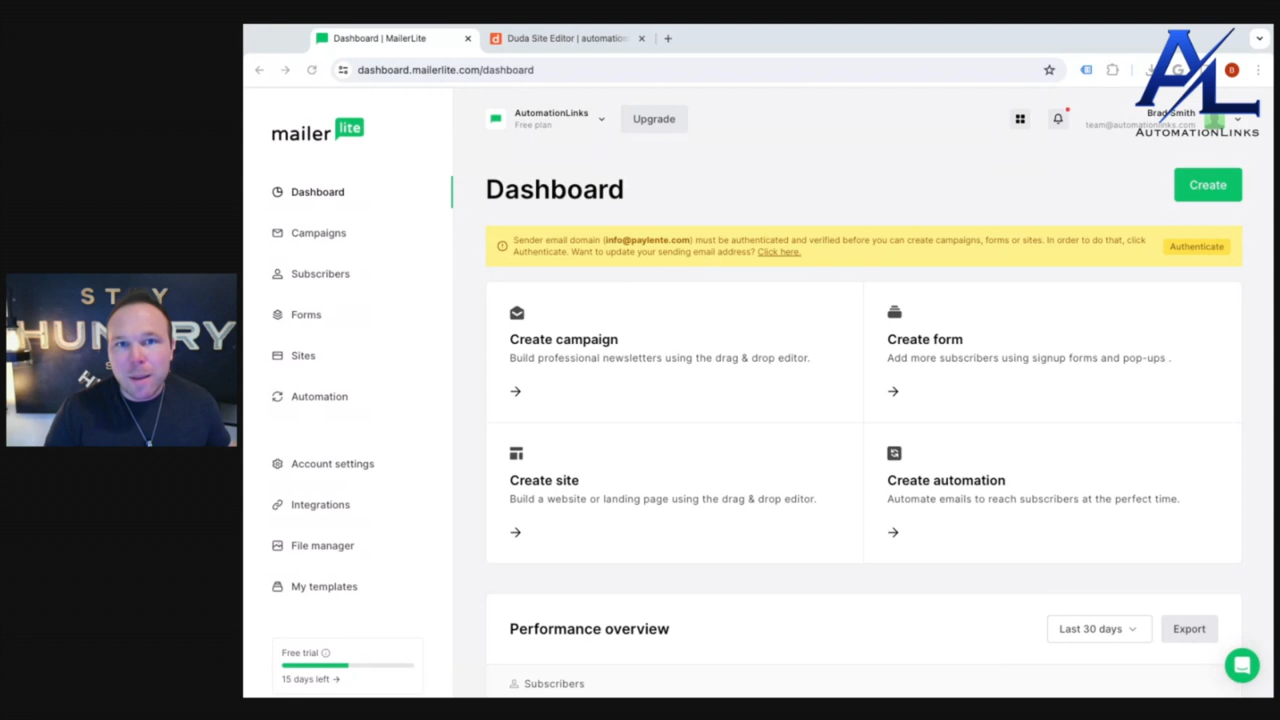 STAY
HUNGRY
Dashboard | MailerLite
Duda Site Editor | automation
dashboard.mailerlite.com/dashboard
B
AL
AUTOMATIONLINKS
mailer lite
AutomationLinks
Free plan
Upgrade
Brad Smith
team@automationlinks.com
Dashboard
Campaigns
Subscribers
Forms
Sites
Automation
Account settings
Integrations
File manager
My templates
Free trial
15 days left →
Dashboard
Create
Sender email domain (info@paylente.com) must be authenticated and verified before you can create campaigns, forms or sites. In order to do that, click
Authenticate. Want to update your sending email address? Click here.
Authenticate
Create campaign
Build professional newsletters using the drag & drop editor.
Create form
Add more subscribers using signup forms and pop-ups .
Create site
Build a website or landing page using the drag & drop editor.
Create automation
Automate emails to reach subscribers at the perfect time.
Performance overview
Last 30 days
Export
Subscribers